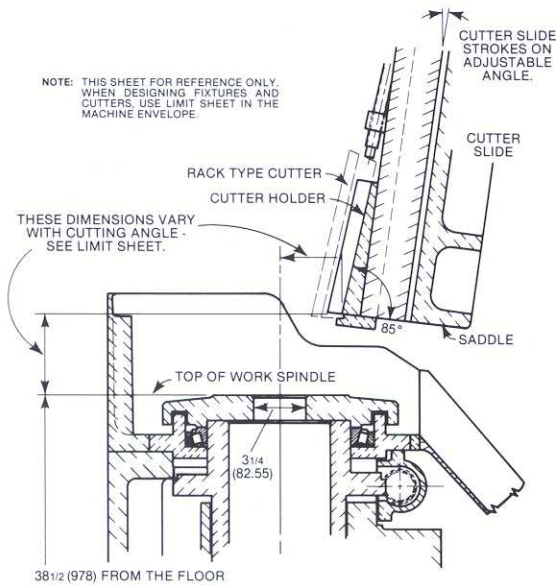 CUTTER SLIDE
STROKES ON
ADJUSTABLE
ANGLE.
NOTE: THIS SHEET FOR REFERENCE ONLY.
WHEN DESIGNING FIXTURES AND
CUTTERS, USE LIMIT SHEET IN THE
MACHINE ENVELOPE.
CUTTER
SLIDE
RACK TYPE CUTTER
CUTTER HOLDER
THESE DIMENSIONS VARY
WITH CUTTING ANGLE -
SEE LIMIT SHEET.
85°
SADDLE
TOP OF WORK SPINDLE
3 1/4
(82.55)
38 1/2 (978) FROM THE FLOOR